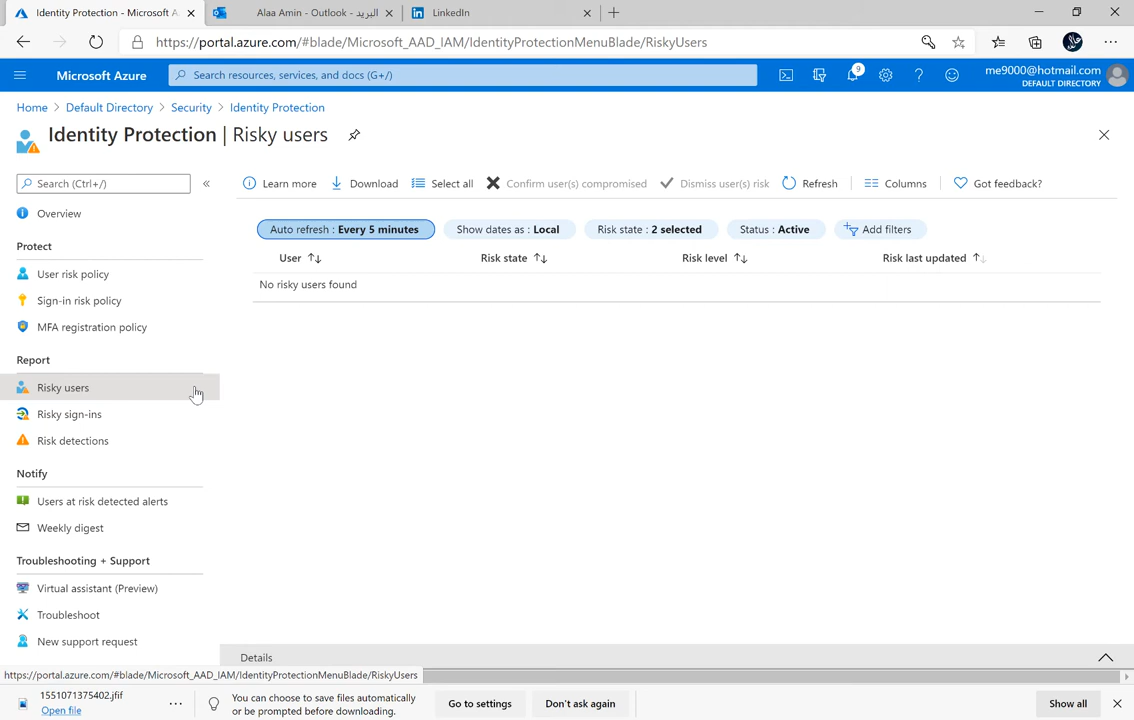 Identity Protection - Microsoft A
Alaa Amin - Outlook - البريد
LinkedIn
https://portal.azure.com/#blade/Microsoft_AAD_IAM/IdentityProtectionMenuBlade/RiskyUsers
Microsoft Azure
Search resources, services, and docs (G+/)
9
me9000@hotmail.com
DEFAULT DIRECTORY
Home > Default Directory > Security > Identity Protection
Identity Protection | Risky users
Search (Ctrl+/)
«
Learn more
Download
Select all
Confirm user(s) compromised
Dismiss user(s) risk
Refresh
Columns
Got feedback?
Overview
Protect
User risk policy
Sign-in risk policy
MFA registration policy
Report
Risky users
Risky sign-ins
Risk detections
Notify
Users at risk detected alerts
Weekly digest
Troubleshooting + Support
Virtual assistant (Preview)
Troubleshoot
New support request
Auto refresh : Every 5 minutes
Show dates as : Local
Risk state : 2 selected
Status : Active
Add filters
User
Risk state
Risk level
Risk last updated
No risky users found
Details
https://portal.azure.com/#blade/Microsoft_AAD_IAM/IdentityProtectionMenuBlade/RiskyUsers
1551071375402.jfif
Open file
You can choose to save files automatically
or be prompted before downloading.
Go to settings
Don't ask again
Show all